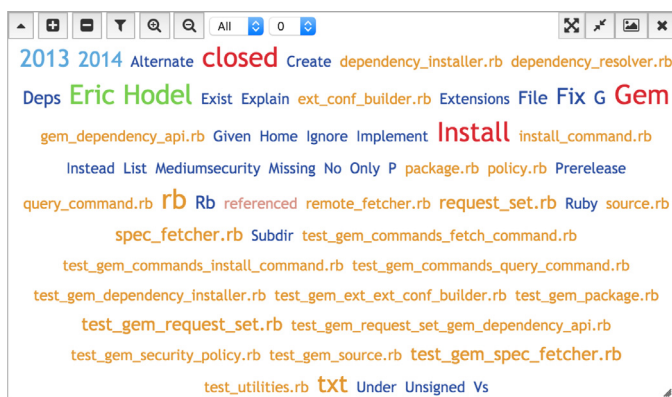 All 0
2013 2014 Alternate closed Create dependency_installer.rb dependency_resolver.rb
Deps Eric Hodel Exist Explain ext_conf_builder.rb Extensions File Fix G Gem
gem_dependency_api.rb Given Home Ignore Implement Install install_command.rb
Instead List Mediumsecurity Missing No Only P package.rb policy.rb Prerelease
query_command.rb rb Rb referenced remote_fetcher.rb request_set.rb Ruby source.rb
spec_fetcher.rb Subdir test_gem_commands_fetch_command.rb
test_gem_commands_install_command.rb test_gem_commands_query_command.rb
test_gem_dependency_installer.rb test_gem_ext_ext_conf_builder.rb test_gem_package.rb
test_gem_request_set.rb test_gem_request_set_gem_dependency_api.rb
test_gem_security_policy.rb test_gem_source.rb test_gem_spec_fetcher.rb
test_utilities.rb txt Under Unsigned Vs